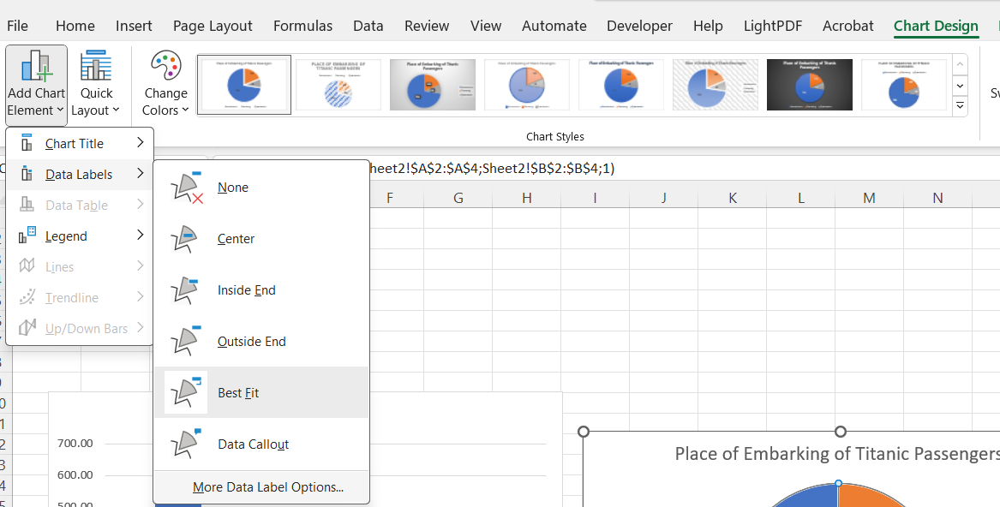 File Home Insert Page Layout Formulas Data Review View Automate Developer Help LightPDF Acrobat Chart Design
Add Chart
Element
Quick
Layout
Change
Colors
Chart Styles
Chart Title
Data Labels
Data Table
Legend
Lines
Trendline
Up/Down Bars
None
Center
Inside End
Outside End
Best Fit
Data Callout
More Data Label Options...
heet2!$A$2:$A$4;Sheet2!$B$2:$B$4;1)
F G H I J K L M N
700.00
600.00
500.00
Place of Embarking of Titanic Passengers